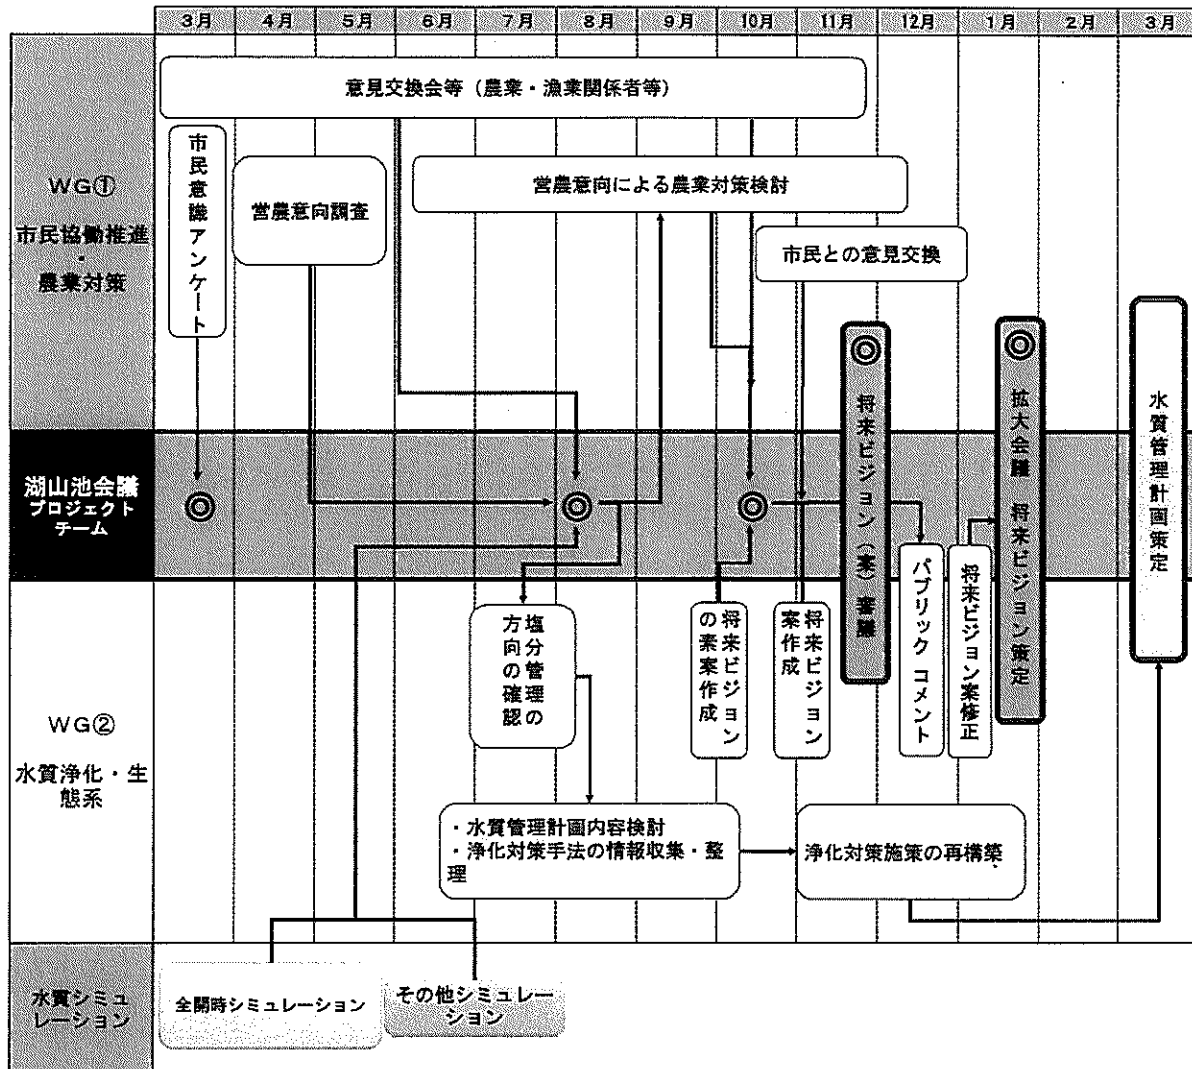 3月 4月 5月 6月 7月 8月 9月 10月 11月 12月 1月 2月 3月
WG①
市民協働推進
・
農業対策
意見交換会等（農業・漁業関係者等）
市民意識アンケート
営農意向調査
営農意向による農業対策検討
市民との意見交換
◎
将来ビジョン（案）審議
◎
拡大会議 将来ビジョン策定
水質管理計画策定
湖山池会議
プロジェクト
チーム
◎ ◎ ◎
WG②
水質浄化・生
態系
塩分管理の
方向の確認
将来ビジョン
の素案作成
将来ビジョン
案作成
パブリック コメント
将来ビジョン案修正
・水質管理計画内容検討
・浄化対策手法の情報収集・整
理
浄化対策施策の再構築
水質シミュ
レーション
全開時シミュレーション
その他シミュレー
ション